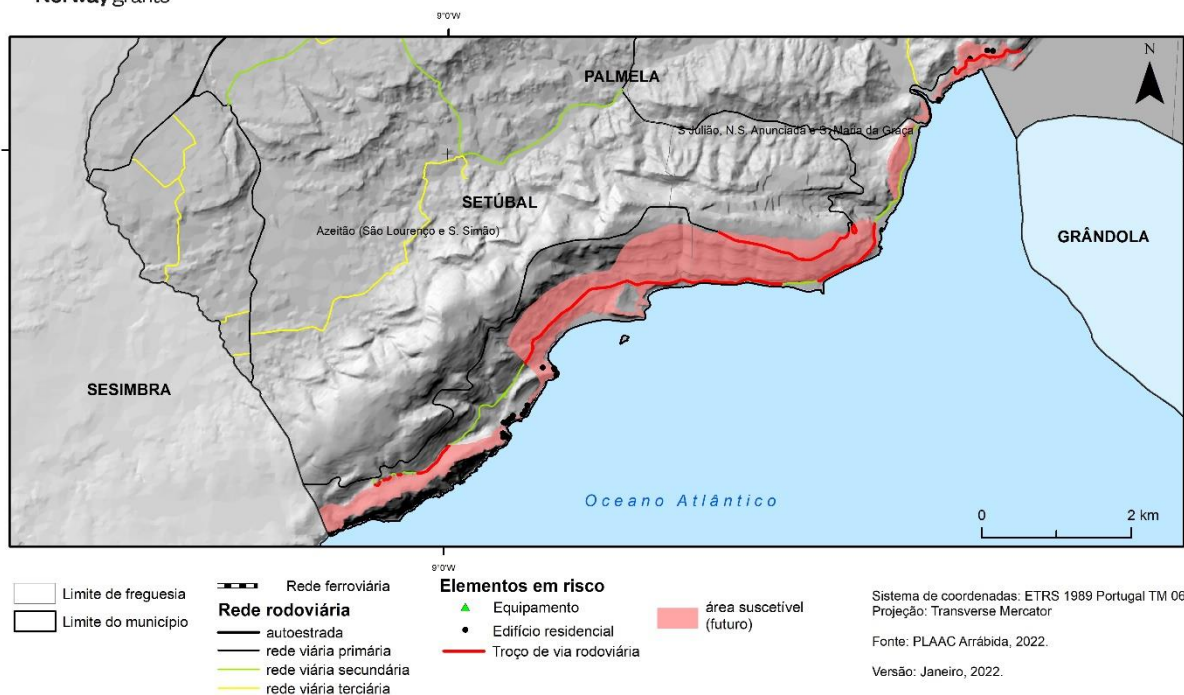 Norway grants
9°0'W
N
PALMELA
S Julião, N.S. Anunciada e S. Maria da Graça
SETÚBAL
Azeitão (São Lourenço e S. Simão)
GRÂNDOLA
SESIMBRA
Oceano Atlântico
0 2 km
9°0'W
Limite de freguesia
Limite do município
Rede ferroviária
Rede rodoviária
autoestrada
rede viária primária
rede viária secundária
rede viária terciária
Elementos em risco
Equipamento
Edifício residencial
Troço de via rodoviária
área suscetível
(futuro)
Sistema de coordenadas: ETRS 1989 Portugal TM 06
Projeção: Transverse Mercator
Fonte: PLAAC Arrábida, 2022.
Versão: Janeiro, 2022.